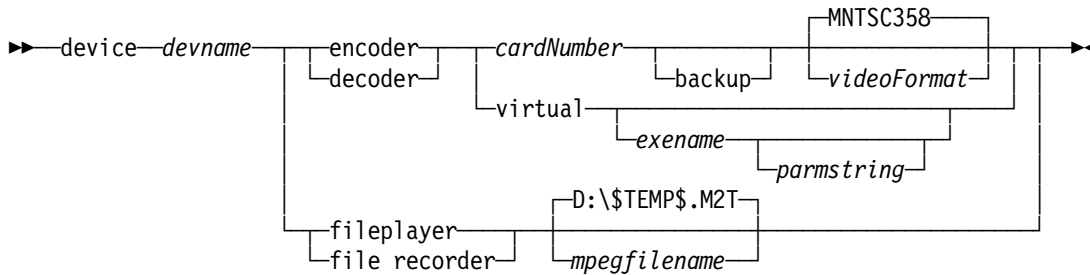 MNTSC358
device devname encoder cardNumber
decoder backup videoFormat
virtual
exename
parmstring
D:\$TEMP$.M2T
fileplayer
file recorder mpegfilename